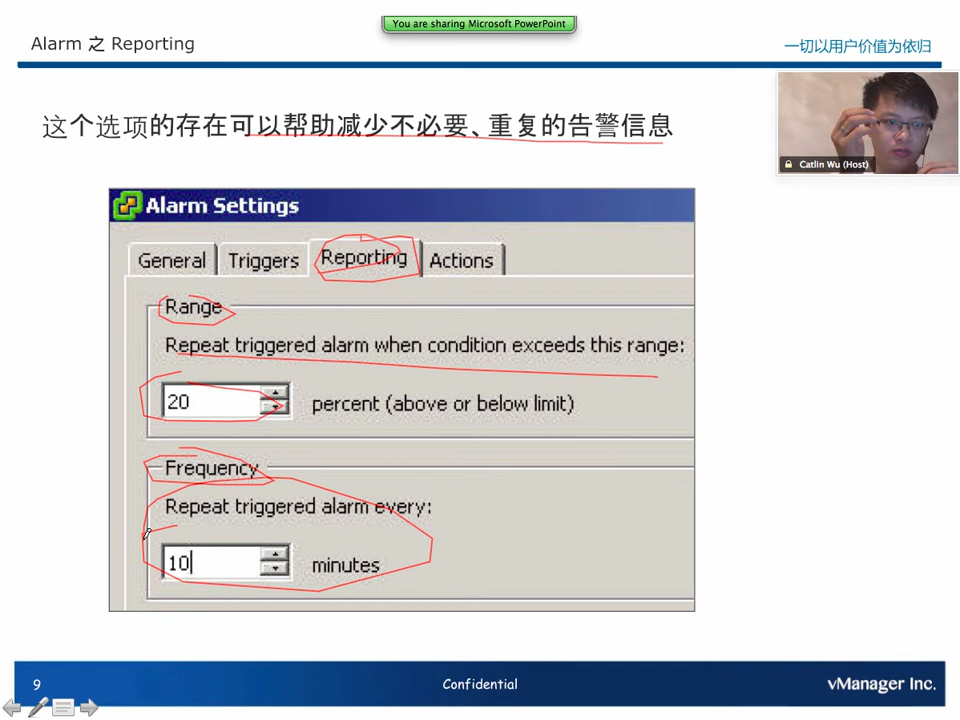 You are sharing Microsoft PowerPoint
Alarm 之 Reporting
一切以用户价值为依归
这个选项的存在可以帮助减少不必要、重复的告警信息
Catlin Wu (Host)
Alarm Settings
General Triggers Reporting Actions
Range
Repeat triggered alarm when condition exceeds this range:
20 percent (above or below limit)
Frequency
Repeat triggered alarm every:
10 minutes
9 Confidential vManager Inc.